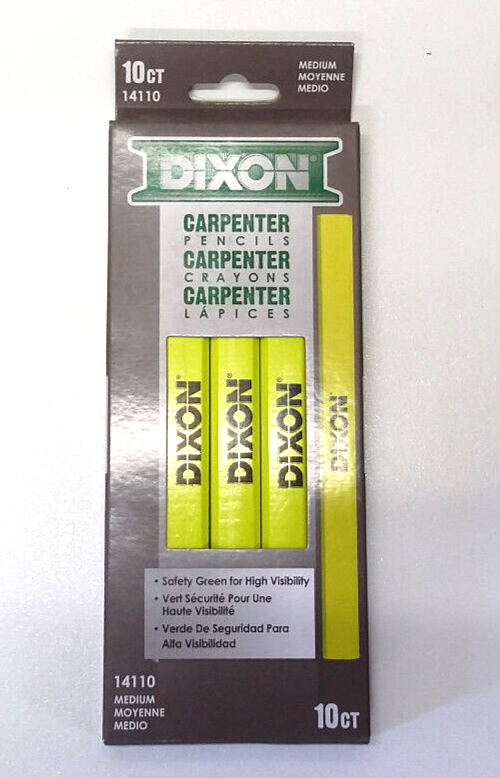 10CT
14110
MEDIUM
MOYENNE
MEDIO
DIXON®
CARPENTER
PENCILS
CARPENTER
CRAYONS
CARPENTER
LÁPICES
DIXON®
DIXON®
DIXON®
DIXON
• Safety Green for High Visibility
• Vert Sécurité Pour Une
Haute Visibilité
• Verde De Seguridad Para
Alta Visibilidad
14110
MEDIUM
MOYENNE
MEDIO
10CT